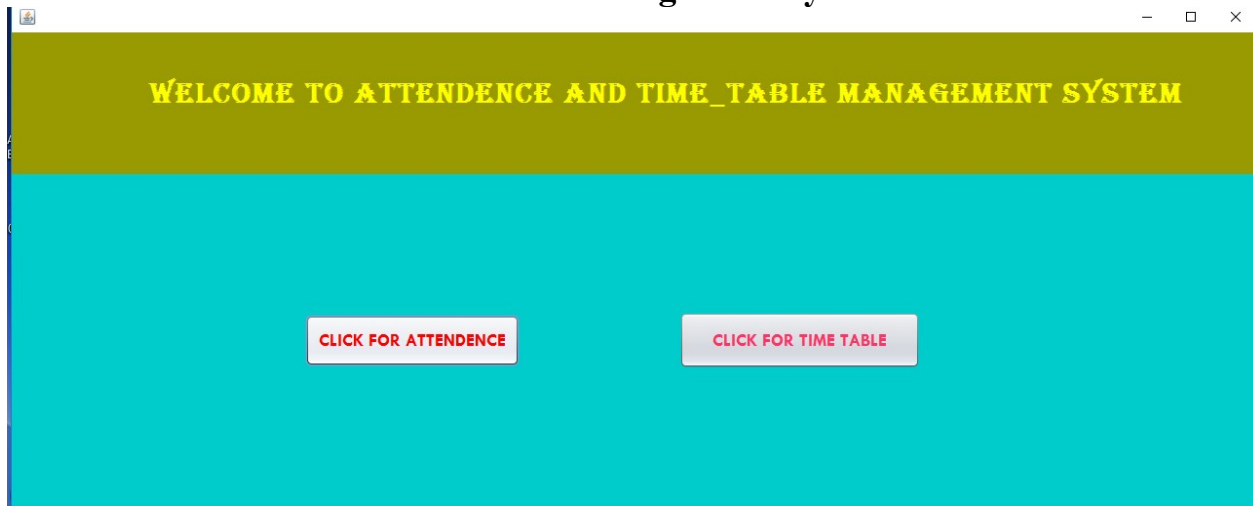 WELCOME TO ATTENDENCE AND TIME_TABLE MANAGEMENT SYSTEM
CLICK FOR ATTENDENCE
CLICK FOR TIME TABLE